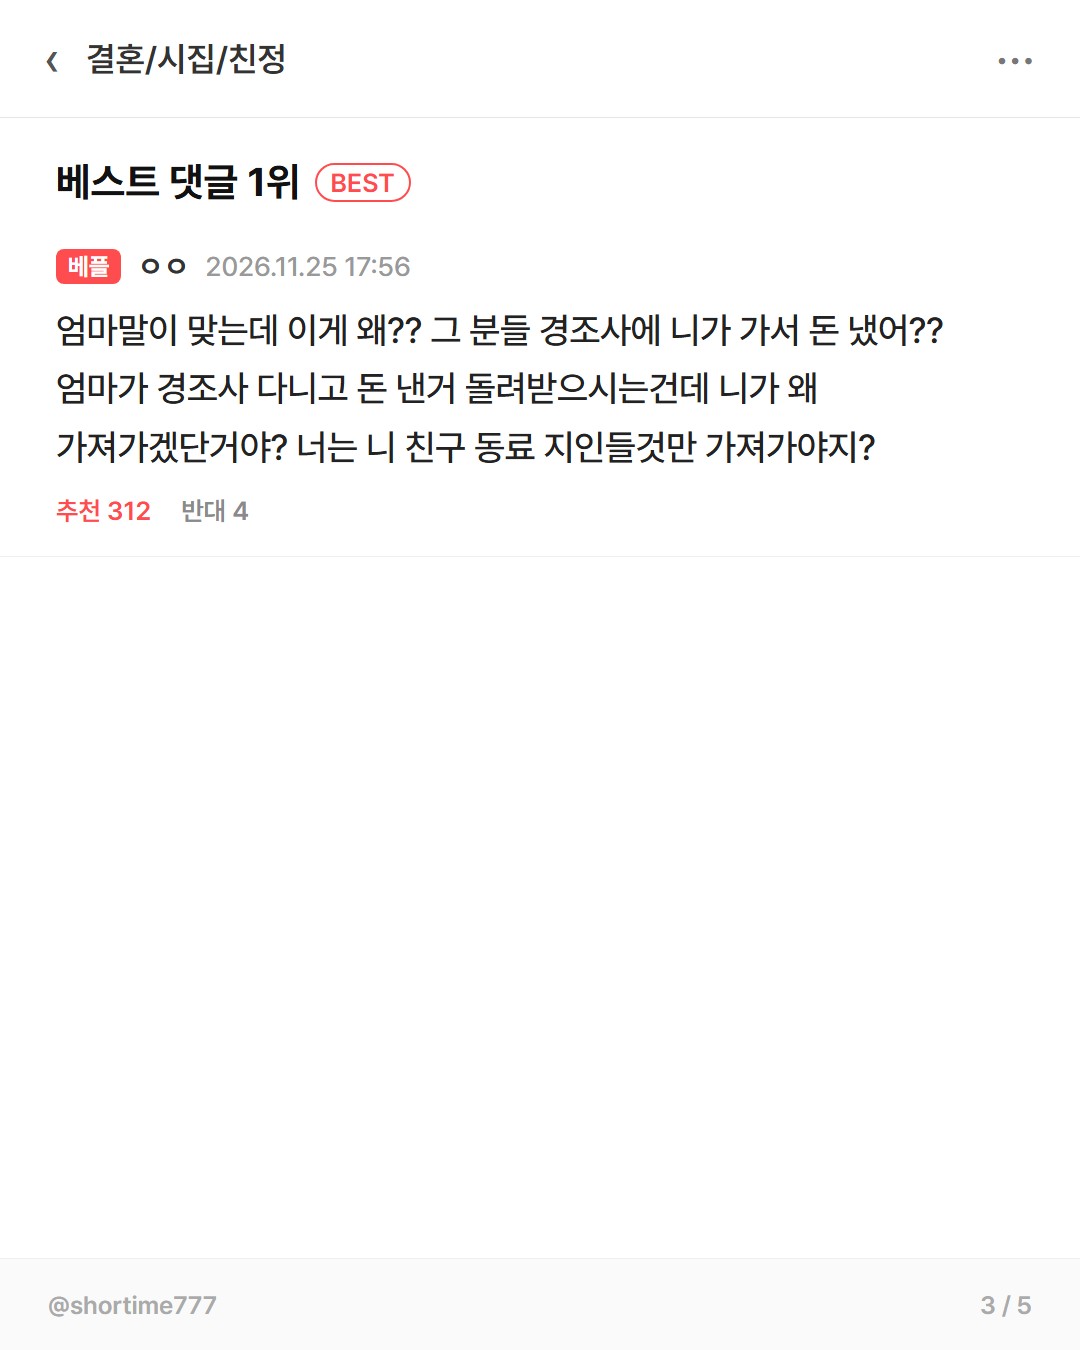 결혼/시집/친정
베스트 댓글 1위 BEST
베플 ㅇㅇ 2026.11.25 17:56
엄마말이 맞는데 이게 왜?? 그 분들 경조사에 니가 가서 돈 냈어??
엄마가 경조사 다니고 돈 낸거 돌려받으시는건데 니가 왜
가져가겠단거야? 너는 니 친구 동료 지인들것만 가져가야지?
추천 312 반대 4
@shortime777
3 / 5